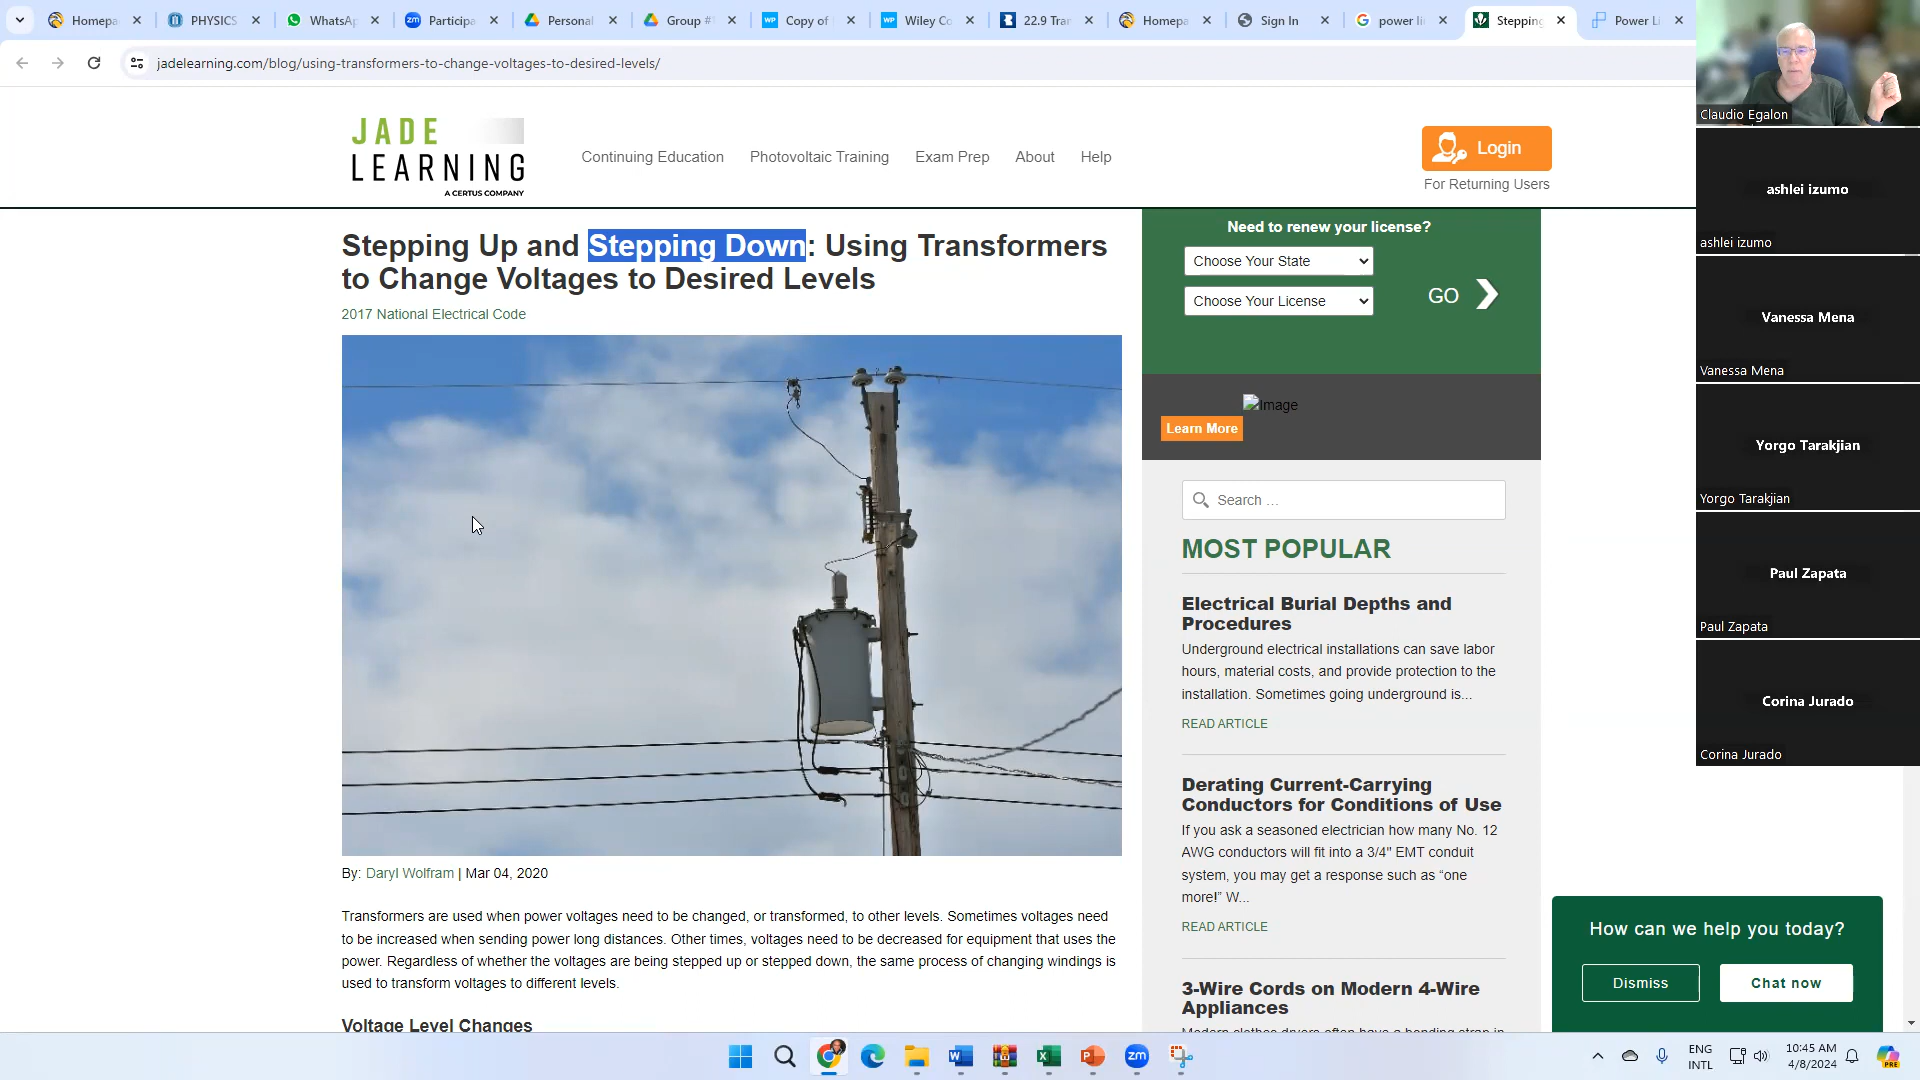 Homepa
PHYSICS
WhatsAp
Participa
Personal
Group #
Copy of
Wiley Co
22.9 Tran
Homepa
Sign In
power li
Stepping
Power Li
jadelearning.com/blog/using-transformers-to-change-voltages-to-desired-levels/
JADE
LEARNING
A CERTUS COMPANY
Continuing Education
Photovoltaic Training
Exam Prep
About
Help
Login
For Returning Users
Stepping Up and Stepping Down: Using Transformers
to Change Voltages to Desired Levels
2017 National Electrical Code
By: Daryl Wolfram | Mar 04, 2020
Transformers are used when power voltages need to be changed, or transformed, to other levels. Sometimes voltages need
to be increased when sending power long distances. Other times, voltages need to be decreased for equipment that uses the
power. Regardless of whether the voltages are being stepped up or stepped down, the same process of changing windings is
used to transform voltages to different levels.
Voltage Level Changes
Need to renew your license?
Choose Your State
Choose Your License
GO
Image
Learn More
Search ...
MOST POPULAR
Electrical Burial Depths and
Procedures
Underground electrical installations can save labor
hours, material costs, and provide protection to the
installation. Sometimes going underground is...
READ ARTICLE
Derating Current-Carrying
Conductors for Conditions of Use
If you ask a seasoned electrician how many No. 12
AWG conductors will fit into a 3/4" EMT conduit
system, you may get a response such as “one
more!” W...
READ ARTICLE
3-Wire Cords on Modern 4-Wire
Appliances
Modern clothes dryers often have a bonding strap in
How can we help you today?
Dismiss
Chat now
Claudio Egalon
ashlei izumo
ashlei izumo
Vanessa Mena
Vanessa Mena
Yorgo Tarakjian
Yorgo Tarakjian
Paul Zapata
Paul Zapata
Corina Jurado
Corina Jurado
ENG
INTL
10:45 AM
4/8/2024